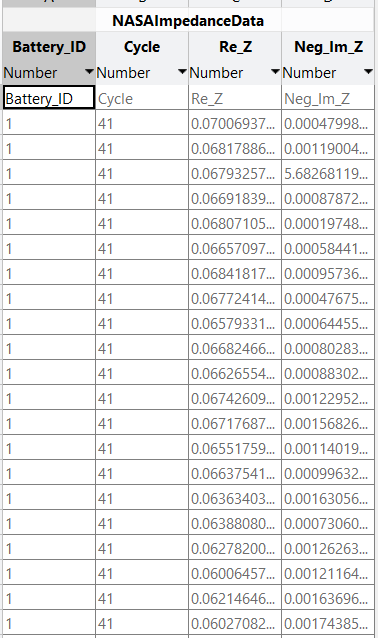 NASAImpedanceData
Battery_ID Cycle Re_Z Neg_Im_Z
Number Number Number Number
Battery_ID Cycle Re_Z Neg_Im_Z
1 41 0.07006937... 0.00047998...
1 41 0.06817886... 0.00119004...
1 41 0.06793257... 5.68268119...
1 41 0.06691839... 0.00087872...
1 41 0.06807105... 0.00019748...
1 41 0.06657097... 0.00058441...
1 41 0.06841817... 0.00095736...
1 41 0.06772414... 0.00047675...
1 41 0.06579331... 0.00064455...
1 41 0.06682466... 0.00080283...
1 41 0.06626554... 0.00088302...
1 41 0.06742609... 0.00122952...
1 41 0.06717687... 0.00156826...
1 41 0.06551759... 0.00114019...
1 41 0.06637541... 0.00099632...
1 41 0.06363403... 0.00163056...
1 41 0.06388080... 0.00073060...
1 41 0.06278200... 0.00126263...
1 41 0.06006457... 0.00121164...
1 41 0.06214646... 0.00163696...
1 41 0.06027082... 0.00174385...